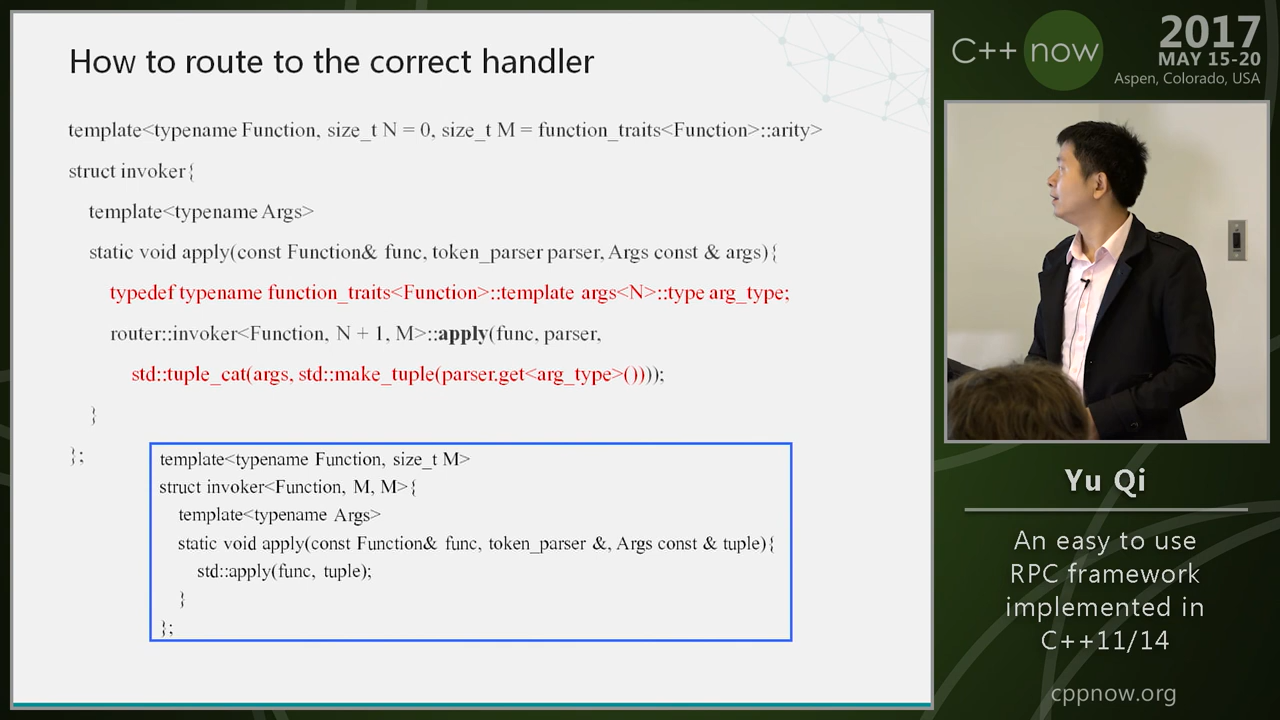 How to route to the correct handler
template<typename Function, size_t N = 0, size_t M = function_traits<Function>::arity>
struct invoker{
template<typename Args>
static void apply(const Function& func, token_parser parser, Args const & args){
typedef typename function_traits<Function>::template args<N>::type arg_type;
router::invoker<Function, N + 1, M>::apply(func, parser,
std::tuple_cat(args, std::make_tuple(parser.get<arg_type>())));
}
};
template<typename Function, size_t M>
struct invoker<Function, M, M>{
template<typename Args>
static void apply(const Function& func, token_parser &, Args const & tuple){
std::apply(func, tuple);
}
};
C++ now
2017
MAY 15-20
Aspen, Colorado, USA
Yu Qi
An easy to use
RPC framework
implemented in
C++11/14
cppnow.org